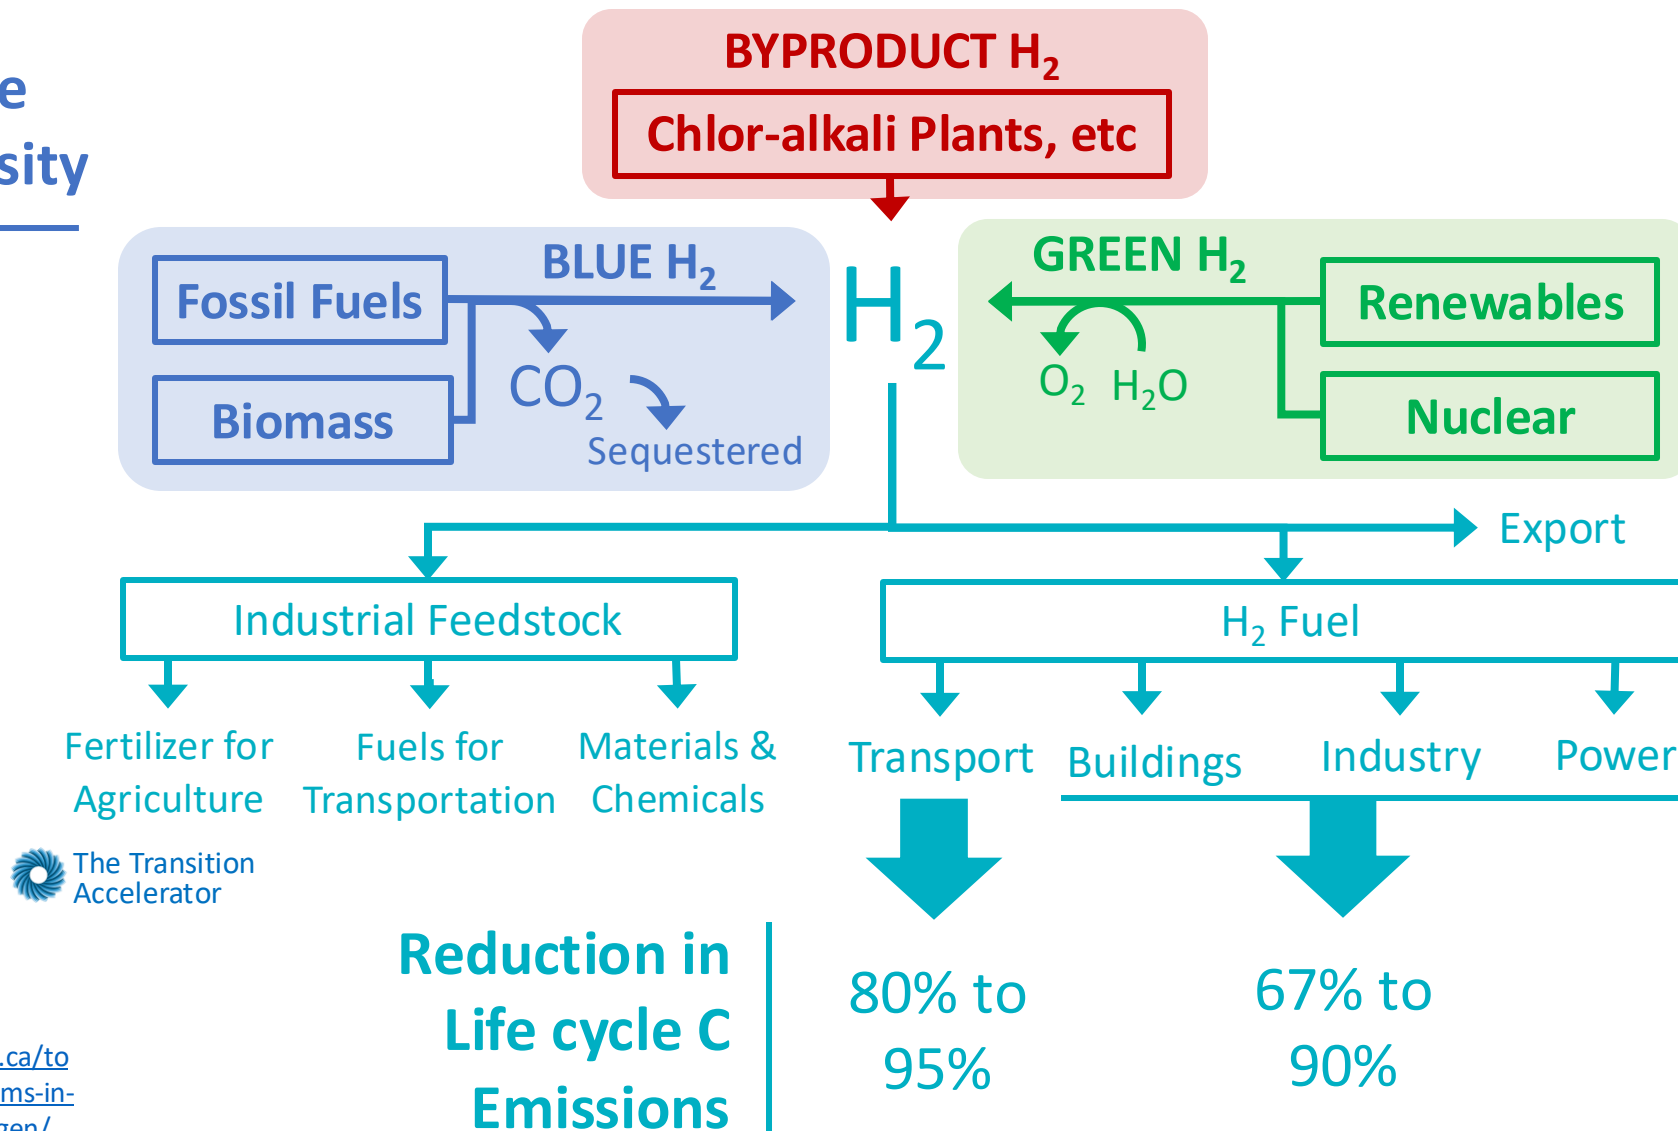 e
sity
BYPRODUCT H₂
Chlor-alkali Plants, etc
BLUE H₂
Fossil Fuels
Biomass
CO₂
Sequestered
H₂
GREEN H₂
Renewables
Nuclear
O₂ H₂O
Export
Industrial Feedstock
H₂ Fuel
Fertilizer for
Agriculture
Fuels for
Transportation
Materials &
Chemicals
Transport
Buildings
Industry
Power
The Transition
Accelerator
Reduction in
Life cycle C
Emissions
80% to
95%
67% to
90%
.ca/to
ms-in-
gen/